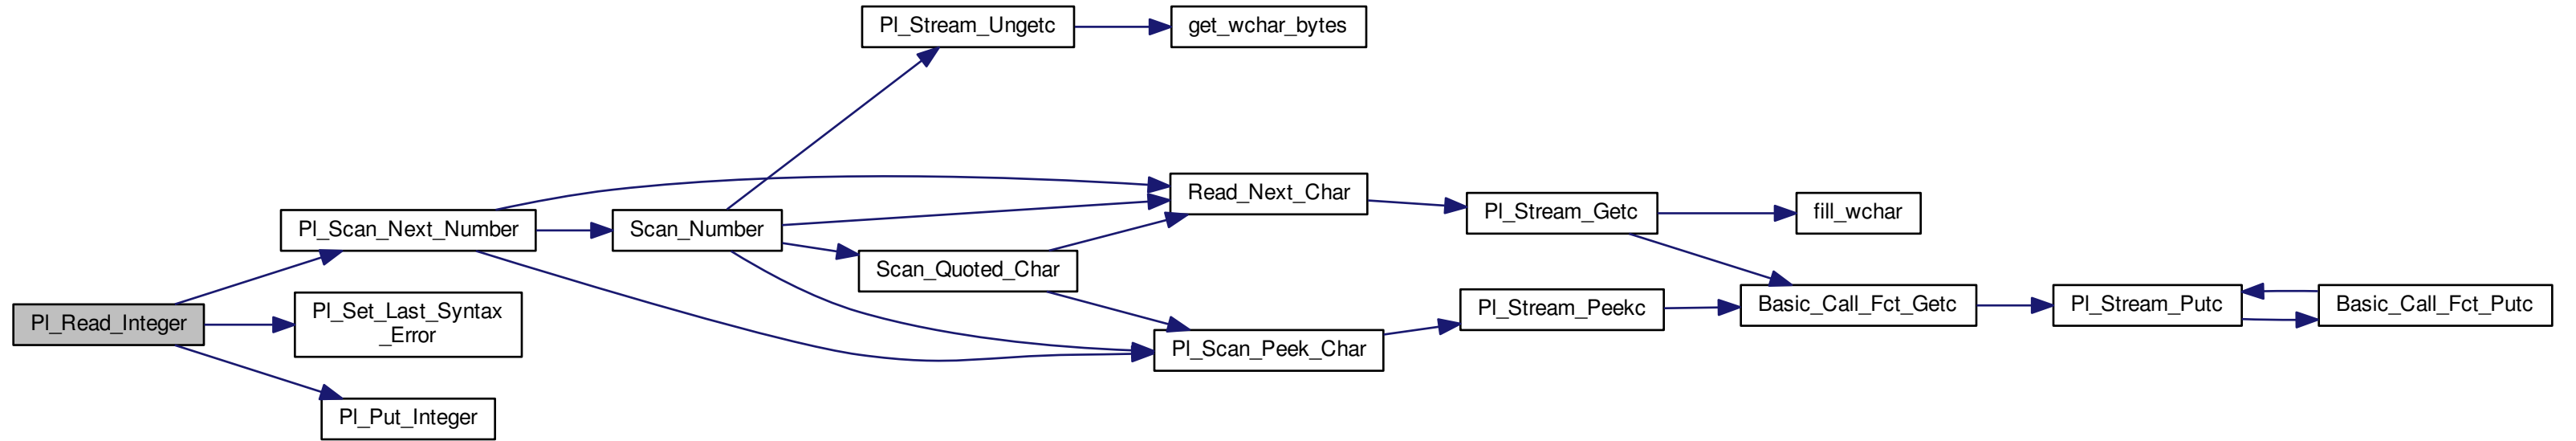 Pl_Stream_Ungetc
get_wchar_bytes
Read_Next_Char
Pl_Stream_Getc
fill_wchar
Pl_Scan_Next_Number
Scan_Number
Scan_Quoted_Char
Pl_Read_Integer
Pl_Set_Last_Syntax
_Error
Pl_Stream_Peekc
Basic_Call_Fct_Getc
Pl_Stream_Putc
Basic_Call_Fct_Putc
Pl_Scan_Peek_Char
Pl_Put_Integer